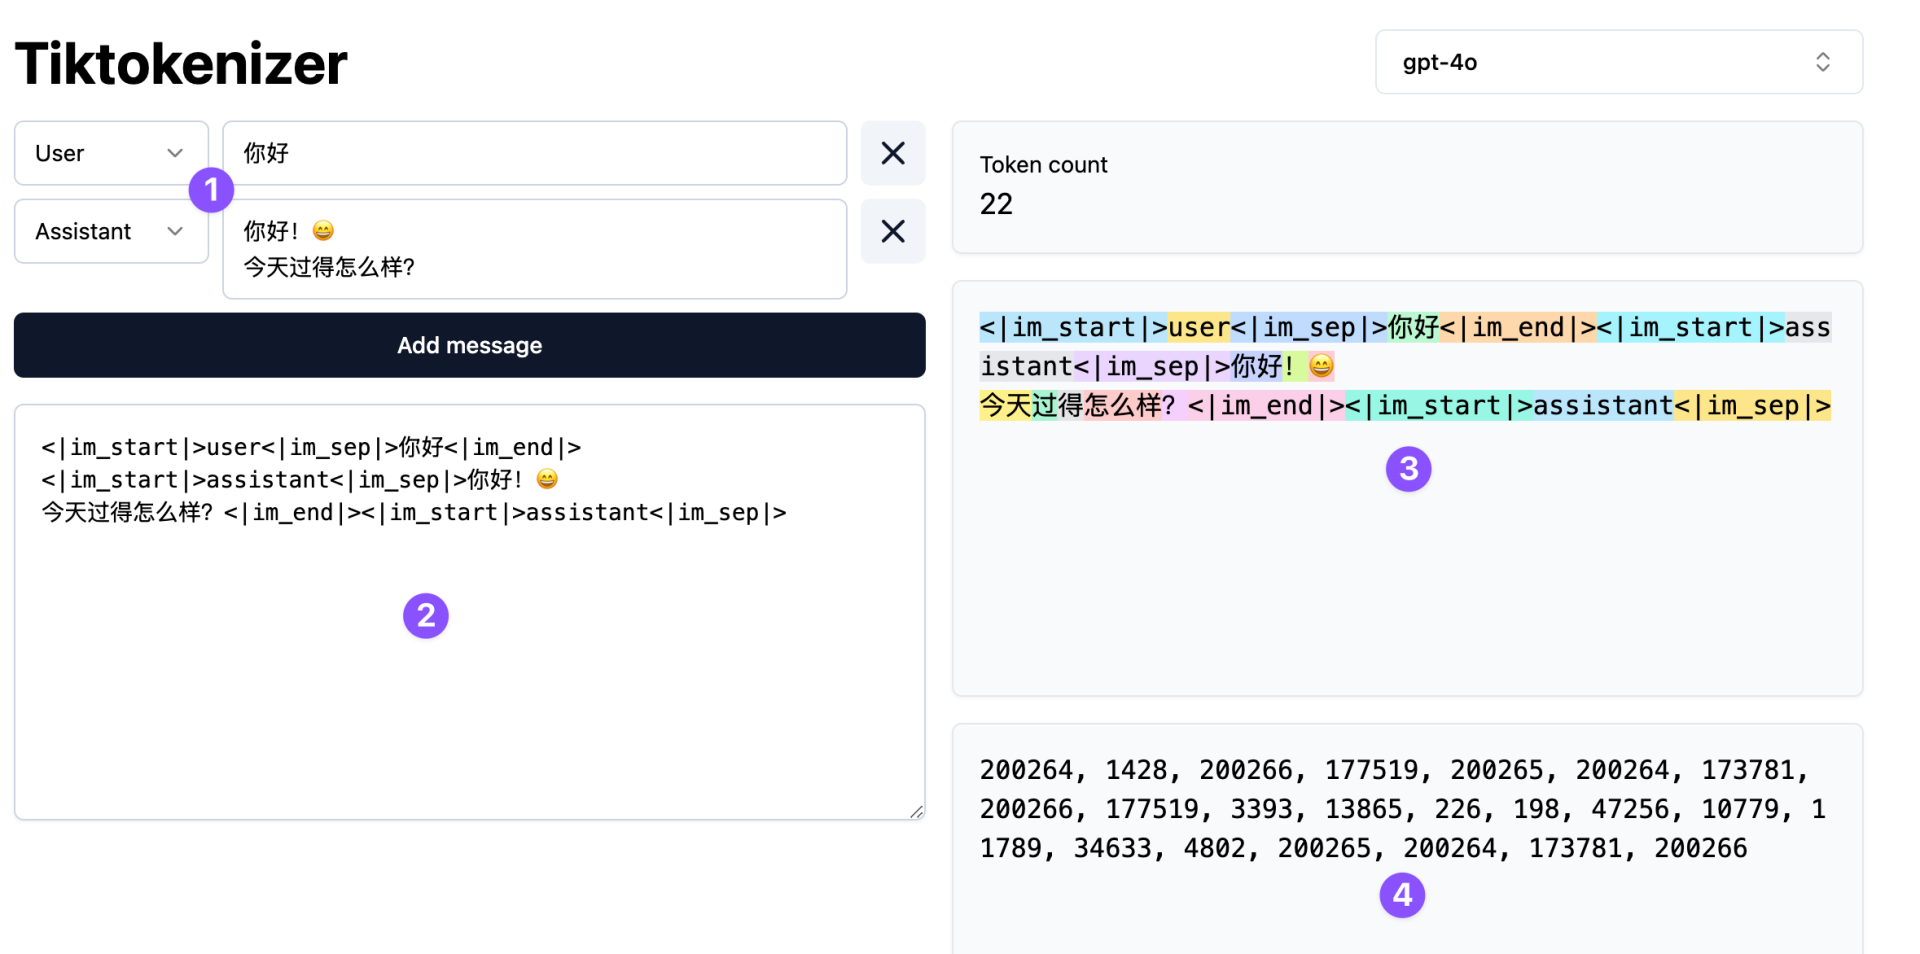 Tiktokenizer
gpt-4o
User
你好
1
Assistant
你好！😄
今天过得怎么样？
Add message
<|im_start|>user<|im_sep|>你好<|im_end|>
<|im_start|>assistant<|im_sep|>你好！😄
今天过得怎么样？<|im_end|><|im_start|>assistant<|im_sep|>
2
Token count
22
<|im_start|>user<|im_sep|>你好<|im_end|><|im_start|>ass
istant<|im_sep|>你好！😄
今天过得怎么样？<|im_end|><|im_start|>assistant<|im_sep|>
3
200264, 1428, 200266, 177519, 200265, 200264, 173781,
200266, 177519, 3393, 13865, 226, 198, 47256, 10779, 1
1789, 34633, 4802, 200265, 200264, 173781, 200266
4